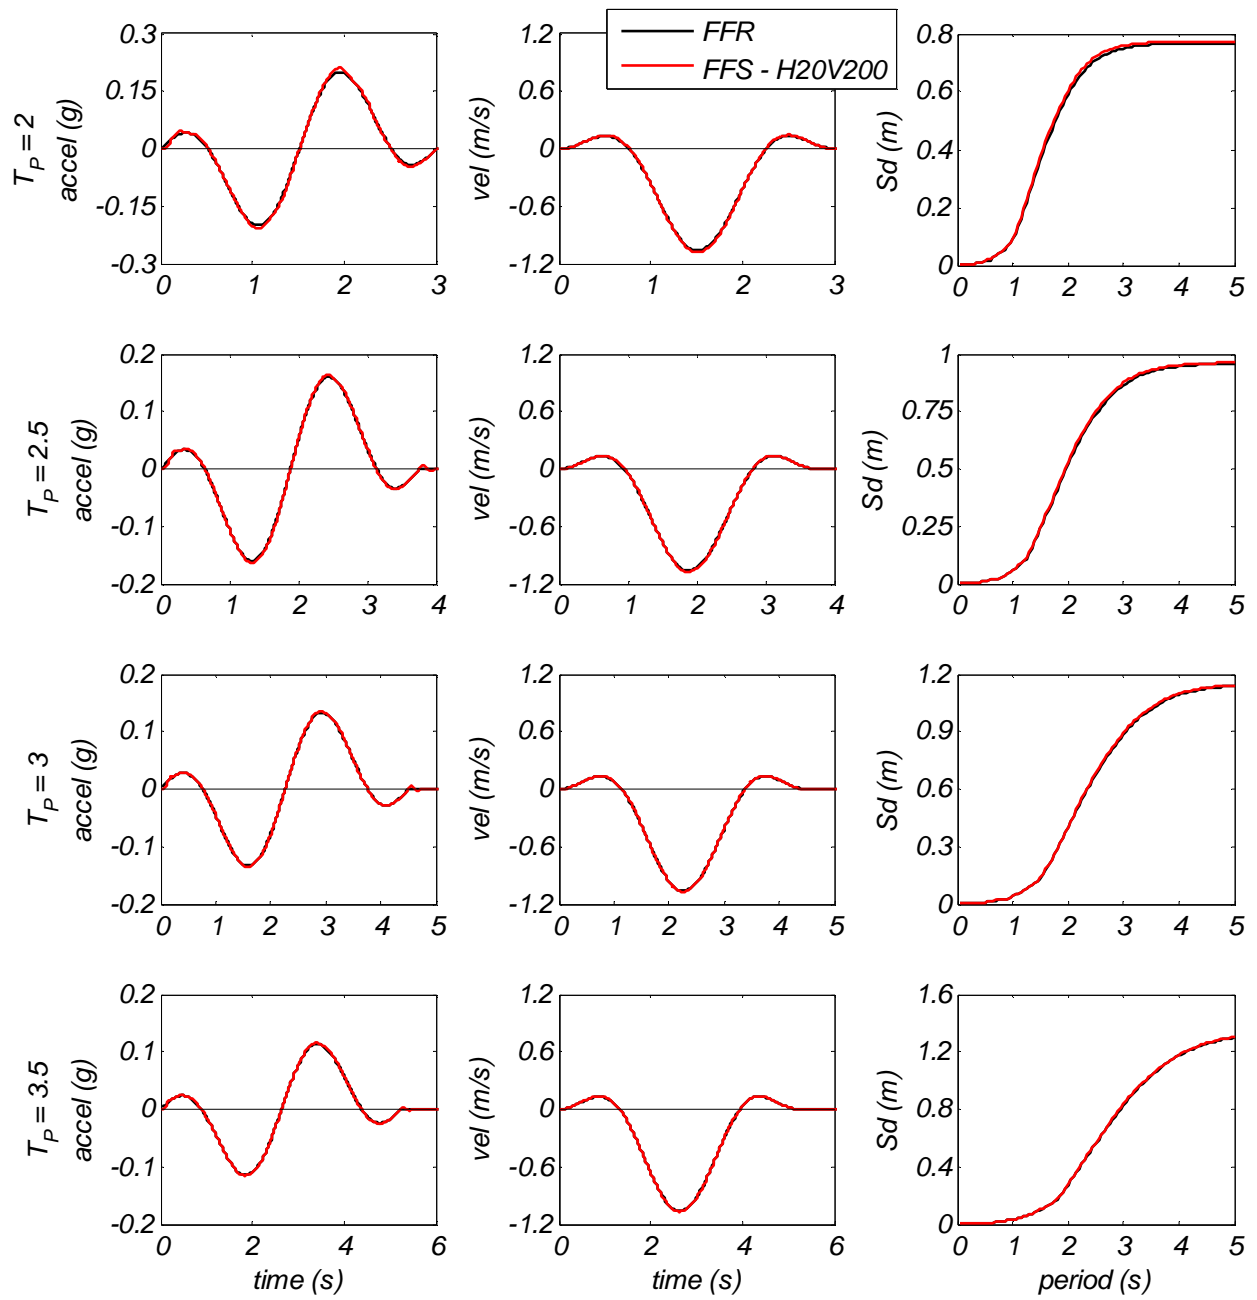 FFR
FFS - H20V200
T_P = 2
accel (g)
0.3
0.15
0
-0.15
-0.3
0 1 2 3
vel (m/s)
1.2
0.6
0
-0.6
-1.2
0 1 2 3
Sd (m)
0.8
0.6
0.4
0.2
0
0 1 2 3 4 5
T_P = 2.5
accel (g)
0.2
0.1
0
-0.1
-0.2
0 1 2 3 4
vel (m/s)
1.2
0.6
0
-0.6
-1.2
0 1 2 3 4
Sd (m)
1
0.75
0.5
0.25
0
0 1 2 3 4 5
T_P = 3
accel (g)
0.2
0.1
0
-0.1
-0.2
0 1 2 3 4 5
vel (m/s)
1.2
0.6
0
-0.6
-1.2
0 1 2 3 4 5
Sd (m)
1.2
0.9
0.6
0.3
0
0 1 2 3 4 5
T_P = 3.5
accel (g)
0.2
0.1
0
-0.1
-0.2
0 2 4 6
time (s)
vel (m/s)
1.2
0.6
0
-0.6
-1.2
0 2 4 6
time (s)
Sd (m)
1.6
1.2
0.8
0.4
0
0 1 2 3 4 5
period (s)